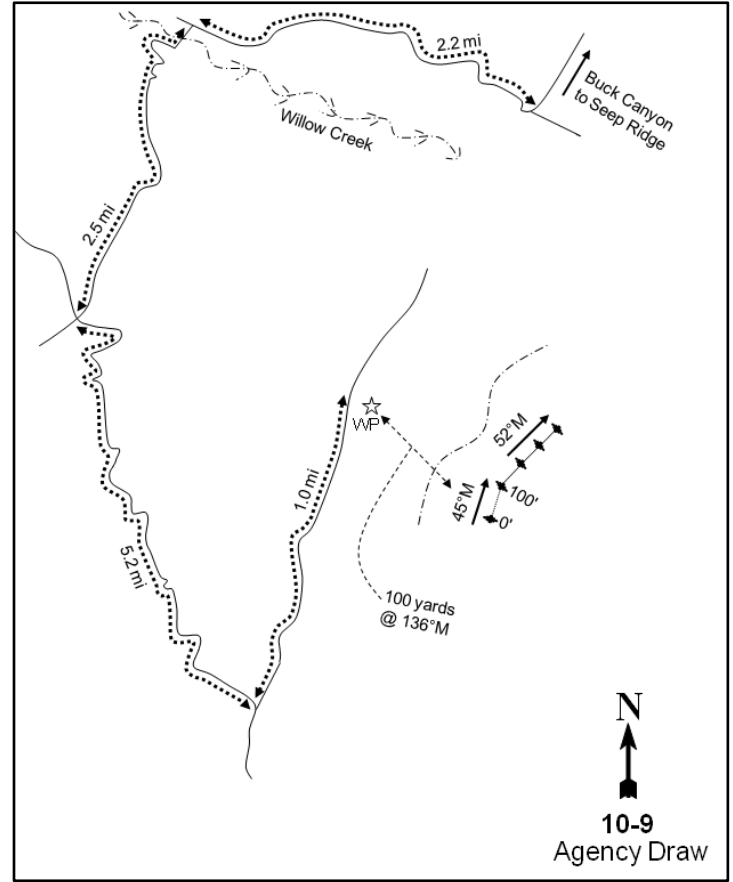 2.2 mi
Buck Canyon
to Seep Ridge
Willow Creek
2.5 mi
WP
52°M
1.0 mi
45°M
100'
0'
5.2 mi
100 yards
@ 136°M
N
10-9
Agency Draw